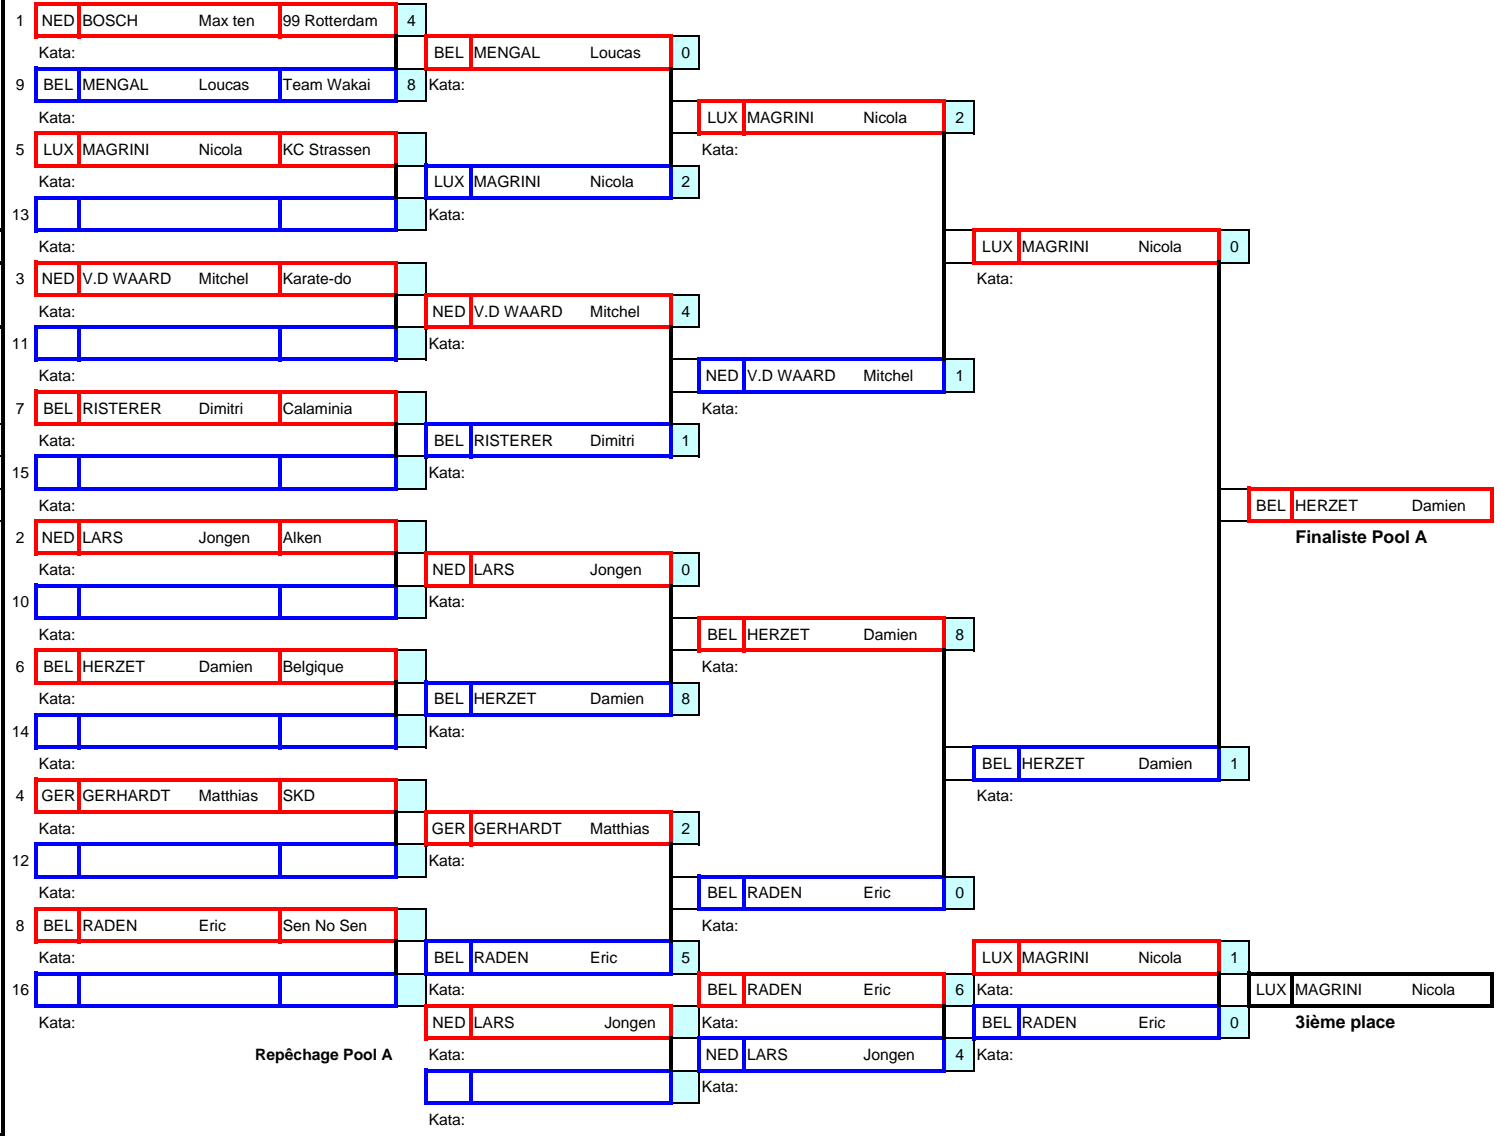 1 NED BOSCH Max ten 99 Rotterdam 4
Kata: BEL MENGAL Loucas 0
9 BEL MENGAL Loucas Team Wakai 8 Kata:
Kata: LUX MAGRINI Nicola 2
5 LUX MAGRINI Nicola KC Strassen Kata:
Kata: LUX MAGRINI Nicola 2
13 Kata:
Kata: LUX MAGRINI Nicola 0
3 NED V.D WAARD Mitchel Karate-do Kata:
Kata: NED V.D WAARD Mitchel 4
11 Kata:
Kata: NED V.D WAARD Mitchel 1
7 BEL RISTERER Dimitri Calaminia Kata:
Kata: BEL RISTERER Dimitri 1
15 Kata:
Kata: BEL HERZET Damien
2 NED LARS Jongen Alken Finaliste Pool A
Kata: NED LARS Jongen 0
10 Kata:
Kata: BEL HERZET Damien 8
6 BEL HERZET Damien Belgique Kata:
Kata: BEL HERZET Damien 8
14 Kata:
Kata: BEL HERZET Damien 1
4 GER GERHARDT Matthias SKD Kata:
Kata: GER GERHARDT Matthias 2
12 Kata:
Kata: BEL RADEN Eric 0
8 BEL RADEN Eric Sen No Sen Kata:
Kata: BEL RADEN Eric 5 LUX MAGRINI Nicola 1
16 Kata: BEL RADEN Eric 6 Kata: LUX MAGRINI Nicola
Kata: NED LARS Jongen Kata: BEL RADEN Eric 0 3ième place
Repêchage Pool A Kata: NED LARS Jongen 4 Kata:
Kata:
Kata: